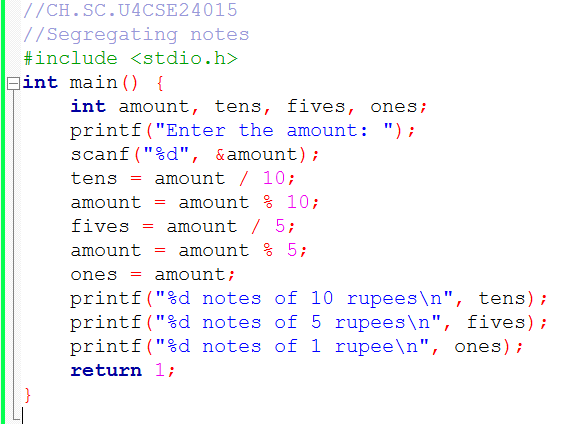 //CH.SC.U4CSE24015
//Segregating notes
#include <stdio.h>
int main() {
    int amount, tens, fives, ones;
    printf("Enter the amount: ");
    scanf("%d", &amount);
    tens = amount / 10;
    amount = amount % 10;
    fives = amount / 5;
    amount = amount % 5;
    ones = amount;
    printf("%d notes of 10 rupees\n", tens);
    printf("%d notes of 5 rupees\n", fives);
    printf("%d notes of 1 rupee\n", ones);
    return 1;
}